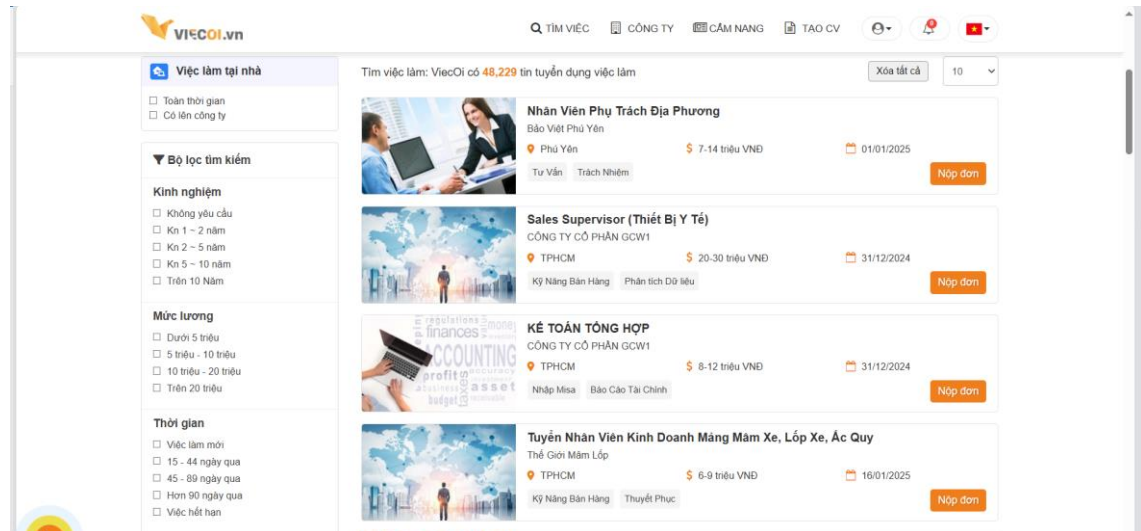 VIECOI.vn
TÌM VIỆC
CÔNG TY
CẨM NANG
TẠO CV
Việc làm tại nhà
Toàn thời gian
Có lên công ty
Bộ lọc tìm kiếm
Kinh nghiệm
Không yêu cầu
Kn 1 ~ 2 năm
Kn 2 ~ 5 năm
Kn 5 ~ 10 năm
Trên 10 Năm
Mức lương
Dưới 5 triệu
5 triệu - 10 triệu
10 triệu - 20 triệu
Trên 20 triệu
Thời gian
Việc làm mới
15 - 44 ngày qua
45 - 89 ngày qua
Hơn 90 ngày qua
Việc hết hạn
Tìm việc làm: ViecOi có 48,229 tin tuyển dụng việc làm
Xóa tất cả
10
Nhân Viên Phụ Trách Địa Phương
Bảo Việt Phú Yên
Phú Yên
$ 7-14 triệu VNĐ
01/01/2025
Tư Vấn
Trách Nhiệm
Nộp đơn
Sales Supervisor (Thiết Bị Y Tế)
CÔNG TY CỔ PHẦN GCW1
TPHCM
$ 20-30 triệu VNĐ
31/12/2024
Kỹ Năng Bán Hàng
Phân tích Dữ liệu
Nộp đơn
regulations
money
finances
ACCOUNTING
profits
accuracy
business
asset
budget
receivable
KẾ TOÁN TỔNG HỢP
CÔNG TY CỔ PHẦN GCW1
TPHCM
$ 8-12 triệu VNĐ
31/12/2024
Nhập Misa
Báo Cáo Tài Chính
Nộp đơn
Tuyển Nhân Viên Kinh Doanh Mảng Mâm Xe, Lốp Xe, Ắc Quy
Thế Giới Mâm Lốp
TPHCM
$ 6-9 triệu VNĐ
16/01/2025
Kỹ Năng Bán Hàng
Thuyết Phục
Nộp đơn